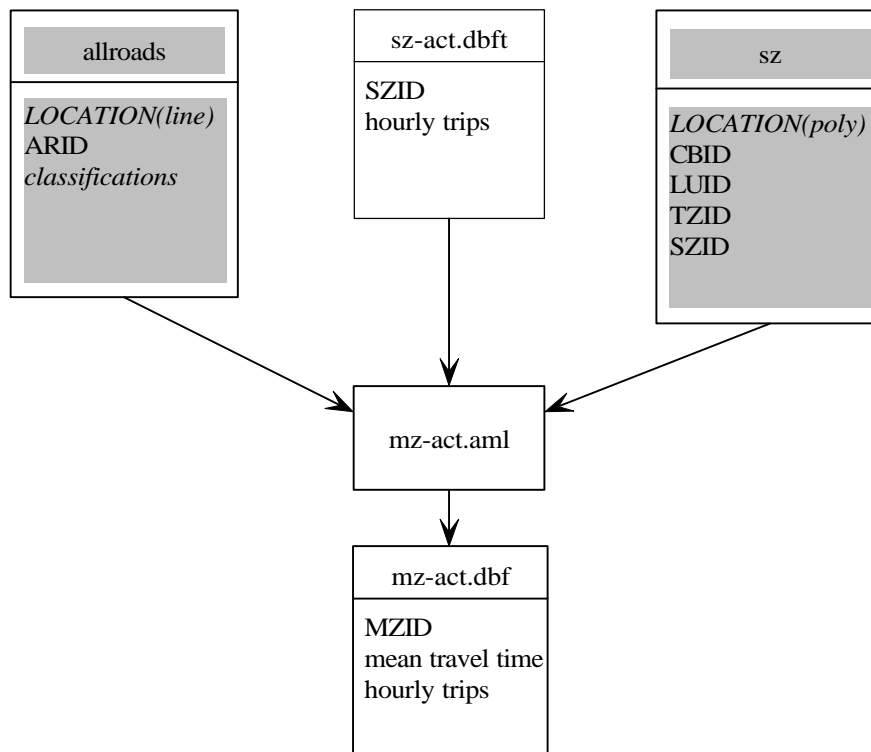 allroads
LOCATION(line)
ARID
classifications
sz-act.dbft
SZID
hourly trips
sz
LOCATION(poly)
CBID
LUID
TZID
SZID
mz-act.aml
mz-act.dbf
MZID
mean travel time
hourly trips